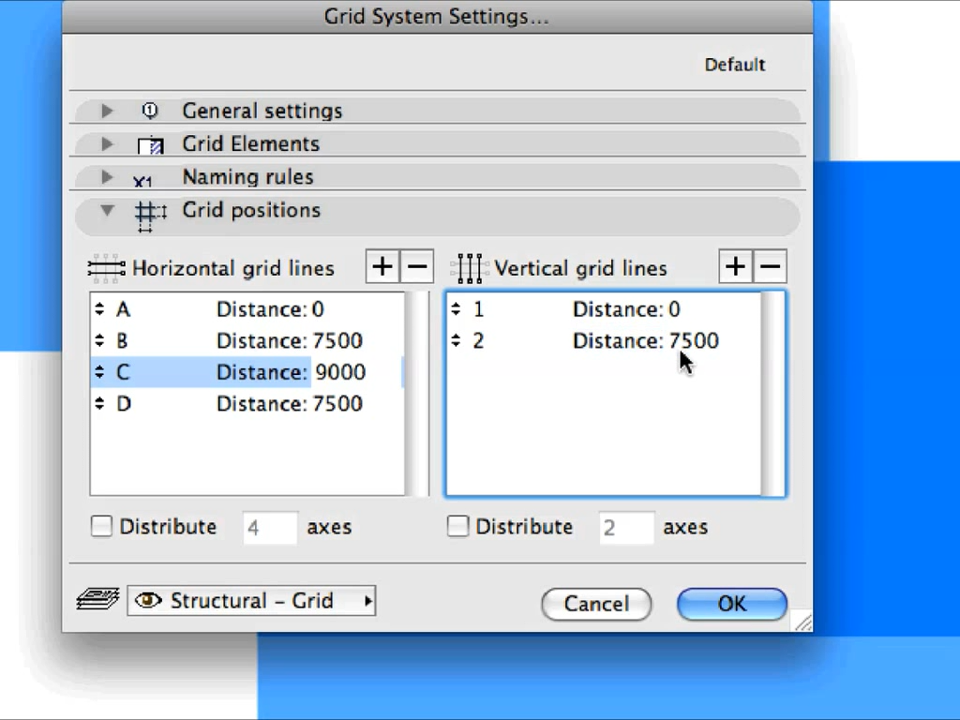 Grid System Settings...
Default
General settings
Grid Elements
X1 Naming rules
Grid positions
Horizontal grid lines + −
A Distance: 0
B Distance: 7500
C Distance: 9000
D Distance: 7500
Distribute 4 axes
Vertical grid lines + −
1 Distance: 0
2 Distance: 7500
Distribute 2 axes
Structural – Grid
Cancel
OK